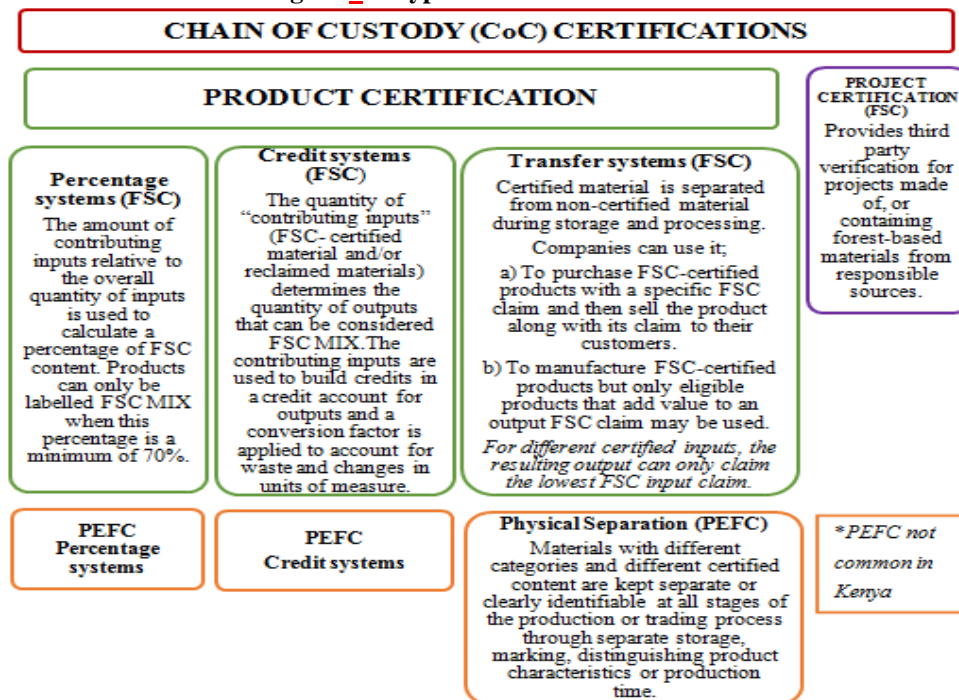 CHAIN OF CUSTODY (CoC) CERTIFICATIONS
PRODUCT CERTIFICATION
PROJECT
CERTIFICATION
(FSC)
Provides third
party
verification for
projects made
of, or
containing
forest-based
materials from
responsible
sources.
Percentage
systems (FSC)
The amount of
contributing
inputs relative to
the overall
quantity of inputs
is used to
calculate a
percentage of FSC
content. Products
can only be
labelled FSC MIX
when this
percentage is a
minimum of 70%.
Credit systems
(FSC)
The quantity of
“contributing inputs”
(FSC- certified
material and/or
reclaimed materials)
determines the
quantity of outputs
that can be considered
FSC MIX.The
contributing inputs are
used to build credits in
a credit account for
outputs and a
conversion factor is
applied to account for
waste and changes in
units of measure.
Transfer systems (FSC)
Certified material is separated
from non-certified material
during storage and processing.
Companies can use it;
a) To purchase FSC-certified
products with a specific FSC
claim and then sell the product
along with its claim to their
customers.
b) To manufacture FSC-certified
products but only eligible
products that add value to an
output FSC claim may be used.
For different certified inputs, the
resulting output can only claim
the lowest FSC input claim.
PEFC
Percentage
systems
PEFC
Credit systems
Physical Separation (PEFC)
Materials with different
categories and different certified
content are kept separate or
clearly identifiable at all stages of
the production or trading process
through separate storage,
marking, distinguishing product
characteristics or production
time.
*PEFC not
common in
Kenya